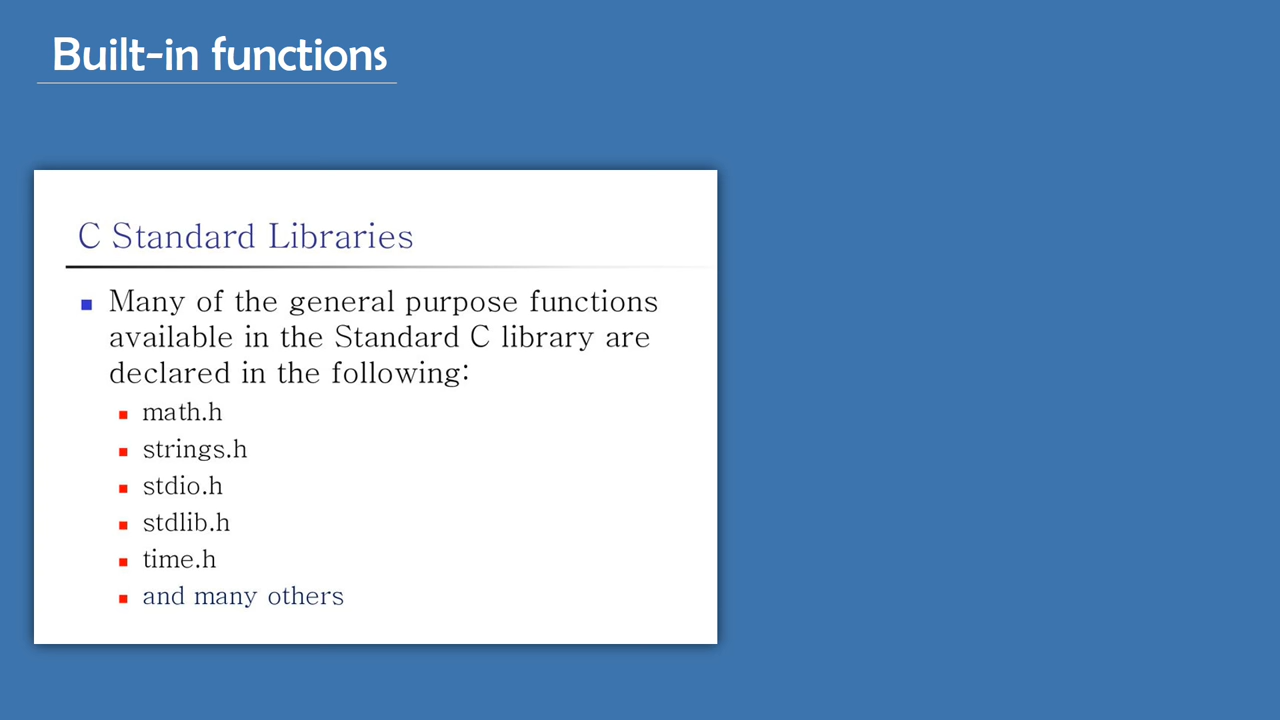 Built-in functions
C Standard Libraries
Many of the general purpose functions
available in the Standard C library are
declared in the following:
math.h
strings.h
stdio.h
stdlib.h
time.h
and many others